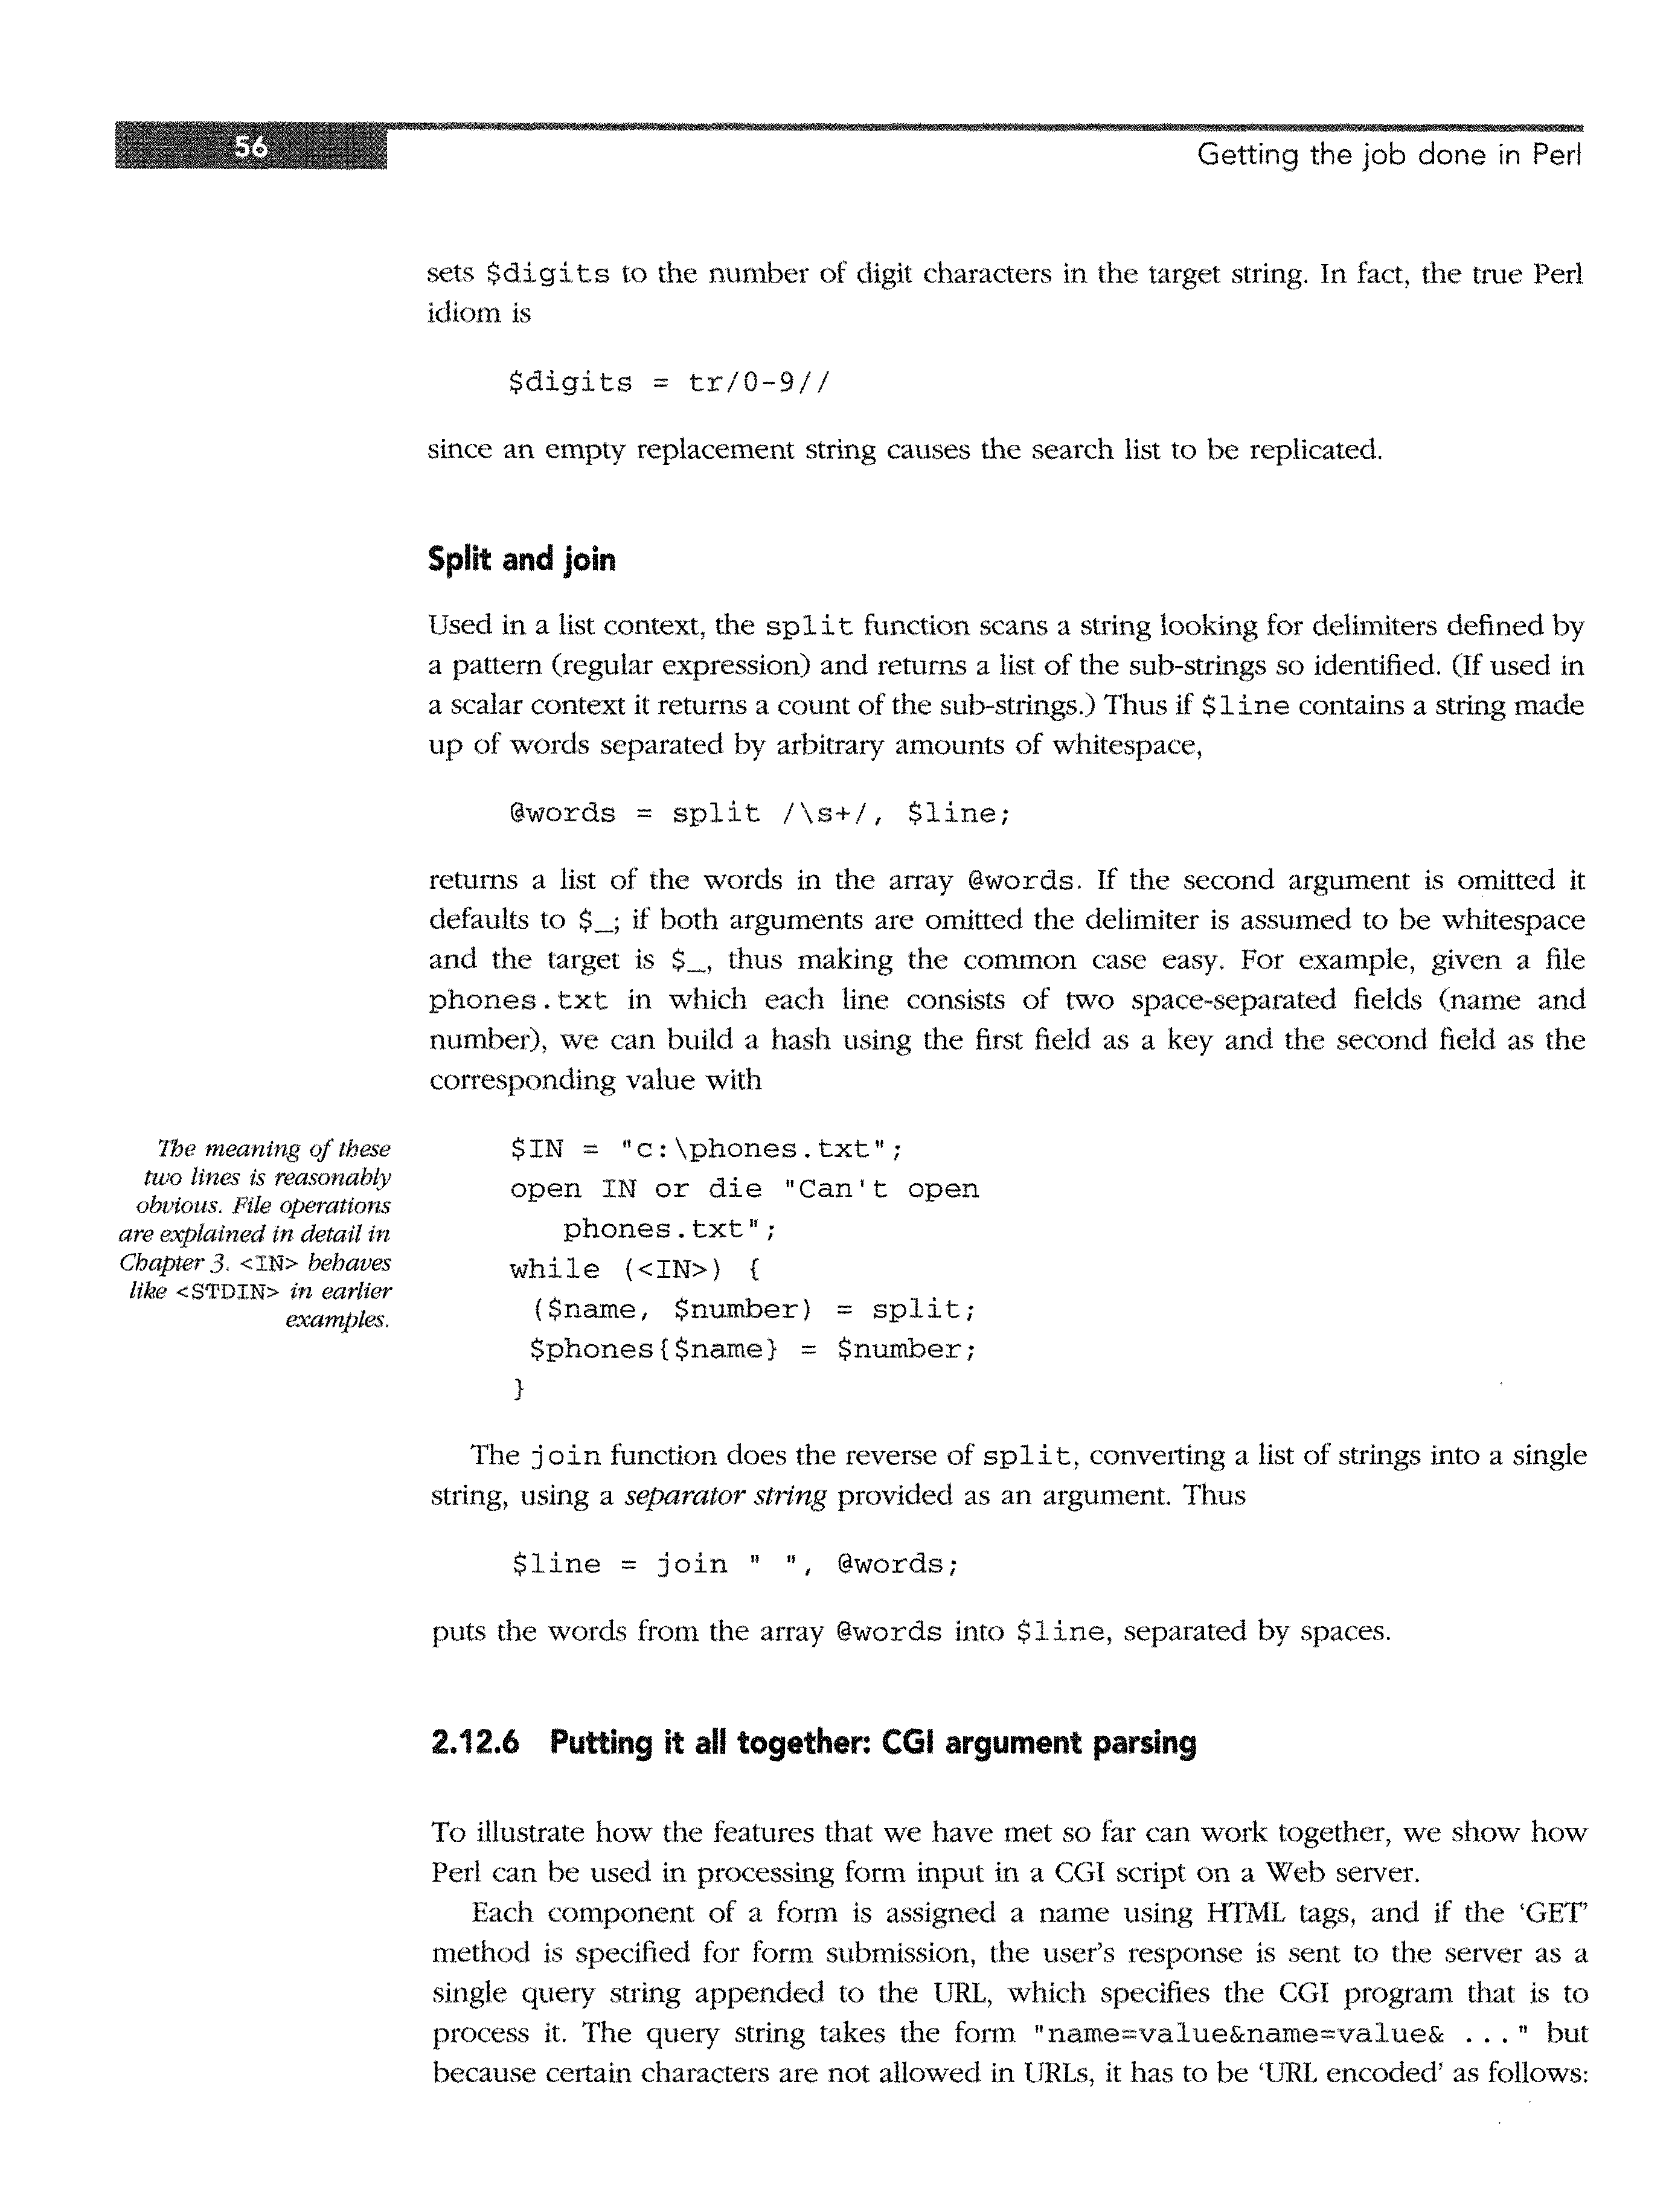 56
Getting the job done in Perl
sets $digits to the number of digit characters in the target string. In fact, the true Perl
idiom is
$digits = tr/0-9//
since an empty replacement string causes the search list to be replicated.
Split and join
Used in a list context, the split function scans a string looking for delimiters defined by
a pattern (regular expression) and returns a list of the sub-strings so identified. (If used in
a scalar context it returns a count of the sub-strings.) Thus if $line contains a string made
up of words separated by arbitrary amounts of whitespace,
@words = split /\s+/, $line;
returns a list of the words in the array @words. If the second argument is omitted it
defaults to $_; if both arguments are omitted the delimiter is assumed to be whitespace
and the target is $_, thus making the common case easy. For example, given a file
phones.txt in which each line consists of two space-separated fields (name and
number), we can build a hash using the first field as a key and the second field as the
corresponding value with
The meaning of these
two lines is reasonably
obvious. File operations
are explained in detail in
Chapter 3. <IN> behaves
like <STDIN> in earlier
examples.
$IN = "c:\phones.txt";
open IN or die "Can't open
phones.txt";
while (<IN>) {
($name, $number) = split;
$phones{$name} = $number;
}
The join function does the reverse of split, converting a list of strings into a single
string, using a separator string provided as an argument. Thus
$line = join " ", @words;
puts the words from the array @words into $line, separated by spaces.
2.12.6 Putting it all together: CGI argument parsing
To illustrate how the features that we have met so far can work together, we show how
Perl can be used in processing form input in a CGI script on a Web server.
Each component of a form is assigned a name using HTML tags, and if the ‘GET’
method is specified for form submission, the user’s response is sent to the server as a
single query string appended to the URL, which specifies the CGI program that is to
process it. The query string takes the form "name=value&name=value& ..." but
because certain characters are not allowed in URLs, it has to be ‘URL encoded’ as follows: